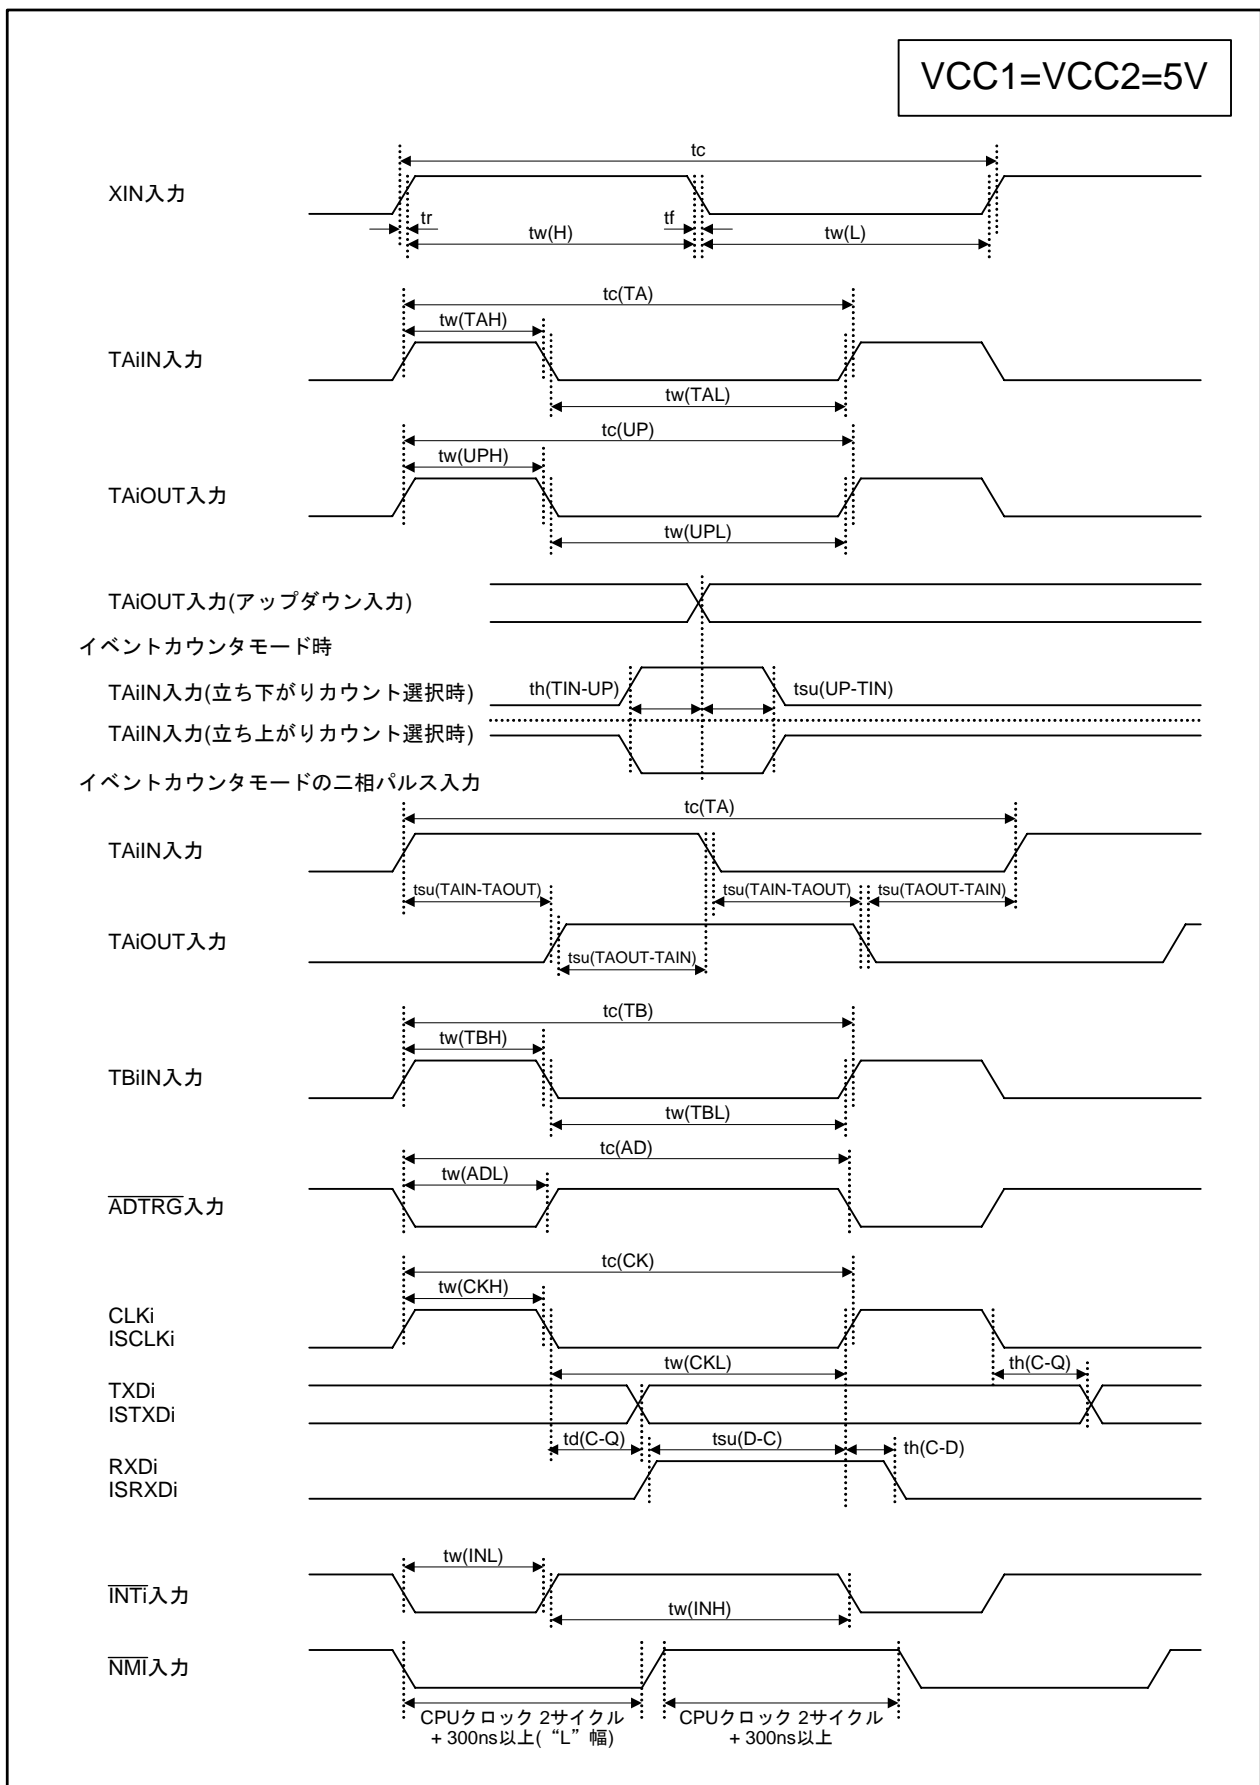 VCC1=VCC2=5V
tc
XIN入力
tr
tf
tw(H)
tw(L)
tc(TA)
tw(TAH)
TAiIN入力
tw(TAL)
tc(UP)
tw(UPH)
TAiOUT入力
tw(UPL)
TAiOUT入力(アップダウン入力)
イベントカウンタモード時
TAiIN入力(立ち下がりカウント選択時)
th(TIN-UP)
tsu(UP-TIN)
TAiIN入力(立ち上がりカウント選択時)
イベントカウンタモードの二相パルス入力
tc(TA)
TAiIN入力
tsu(TAIN-TAOUT)
tsu(TAIN-TAOUT)
tsu(TAOUT-TAIN)
TAiOUT入力
tsu(TAOUT-TAIN)
tc(TB)
tw(TBH)
TBiIN入力
tw(TBL)
tc(AD)
tw(ADL)
ADTRG入力
tc(CK)
tw(CKH)
CLKi
ISCLKi
tw(CKL)
th(C-Q)
TXDi
ISTXDi
td(C-Q)
tsu(D-C)
th(C-D)
RXDi
ISRXDi
tw(INL)
INTi入力
tw(INH)
NMI入力
CPUクロック 2サイクル
+ 300ns以上(“L”幅)
CPUクロック 2サイクル
+ 300ns以上